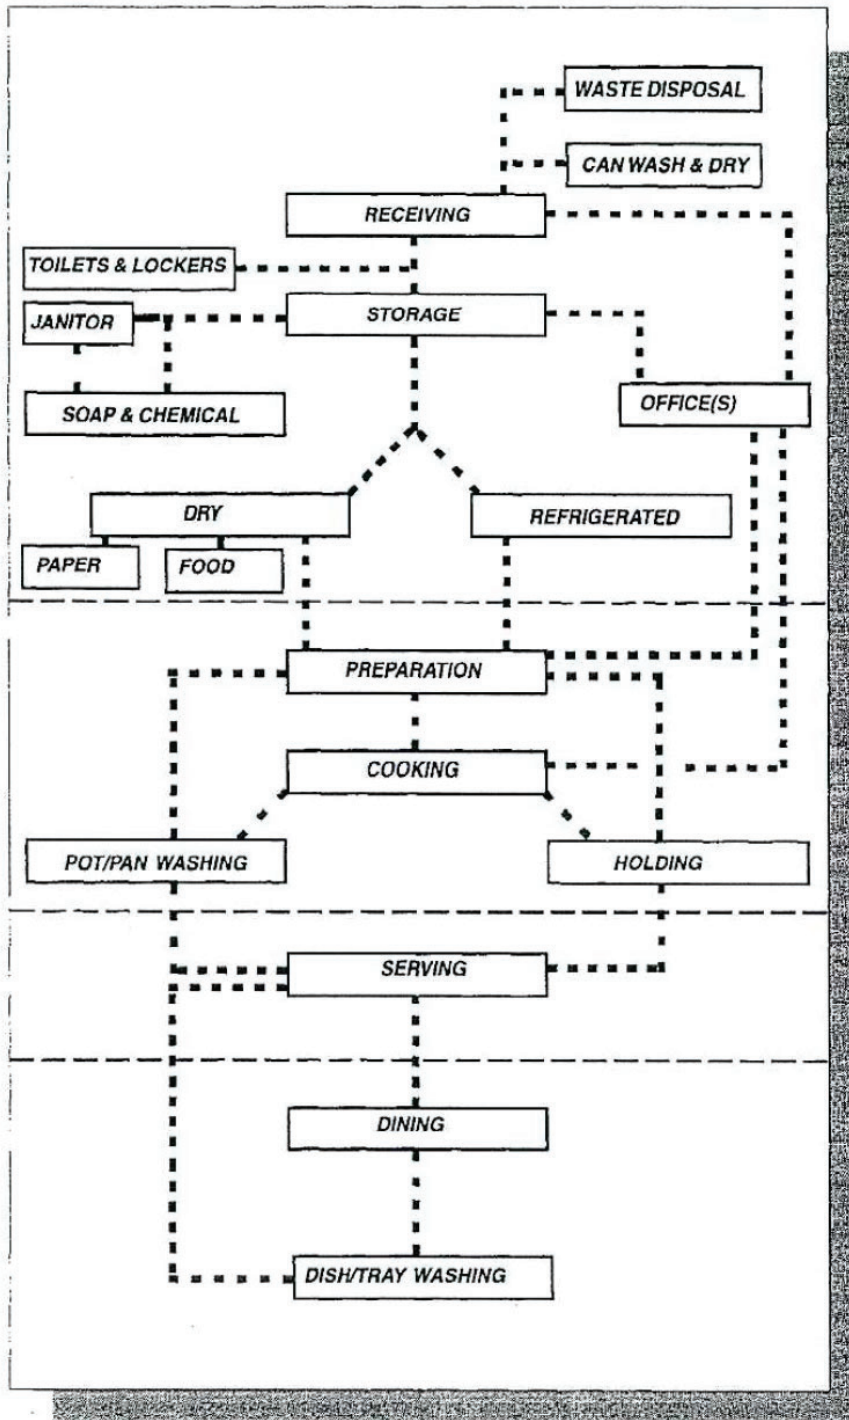 WASTE DISPOSAL
CAN WASH & DRY
RECEIVING
TOILETS & LOCKERS
STORAGE
JANITOR
OFFICE(S)
SOAP & CHEMICAL
DRY
REFRIGERATED
PAPER
FOOD
PREPARATION
COOKING
POT/PAN WASHING
HOLDING
SERVING
DINING
DISH/TRAY WASHING